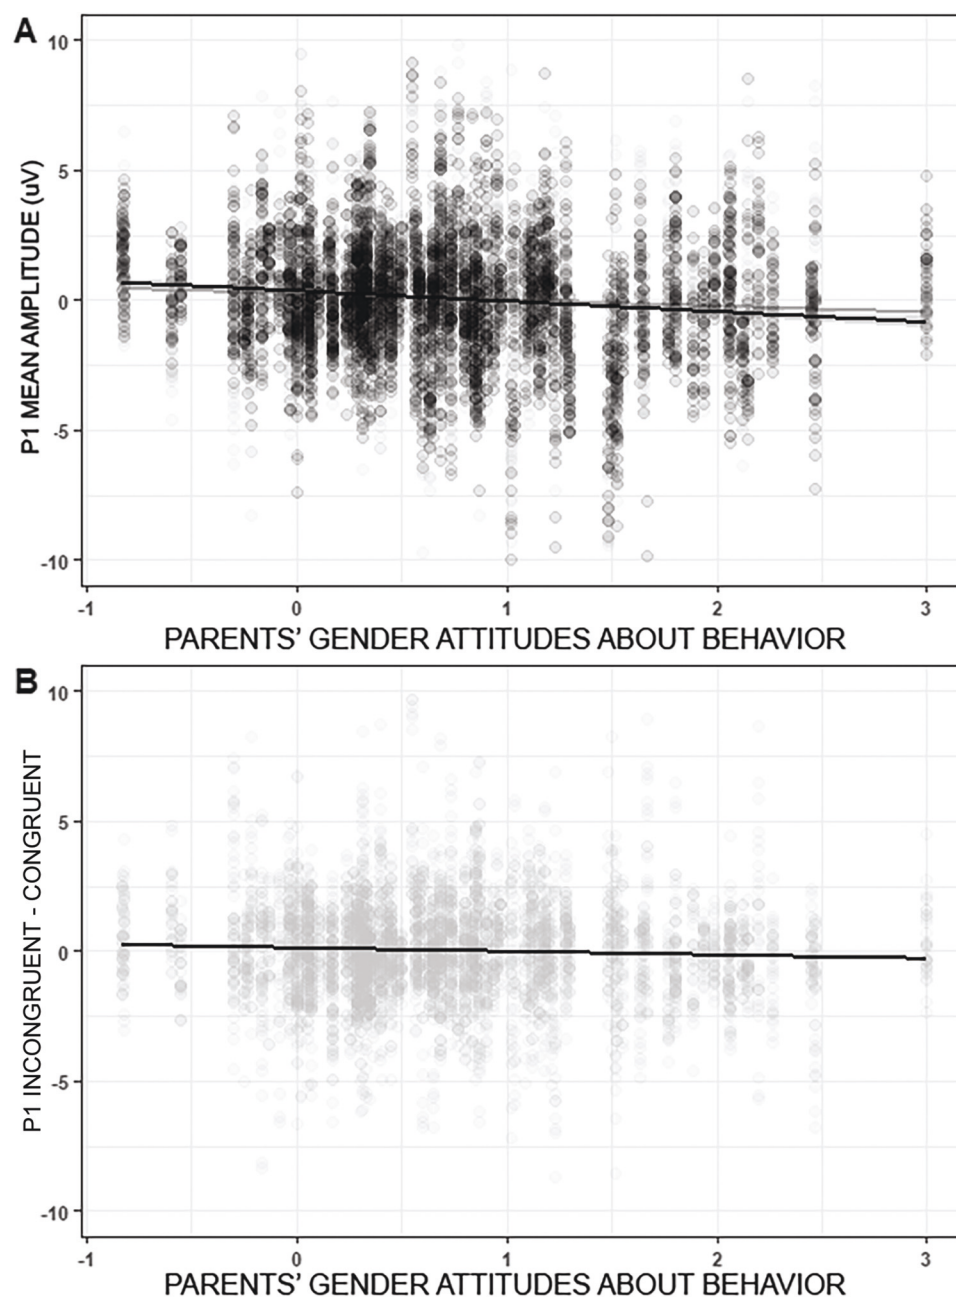 A
P1 MEAN AMPLITUDE (uV)
10
5
0
-5
-10
-1 0 1 2 3
PARENTS' GENDER ATTITUDES ABOUT BEHAVIOR
B
P1 INCONGRUENT - CONGRUENT
10
5
0
-5
-10
-1 0 1 2 3
PARENTS' GENDER ATTITUDES ABOUT BEHAVIOR